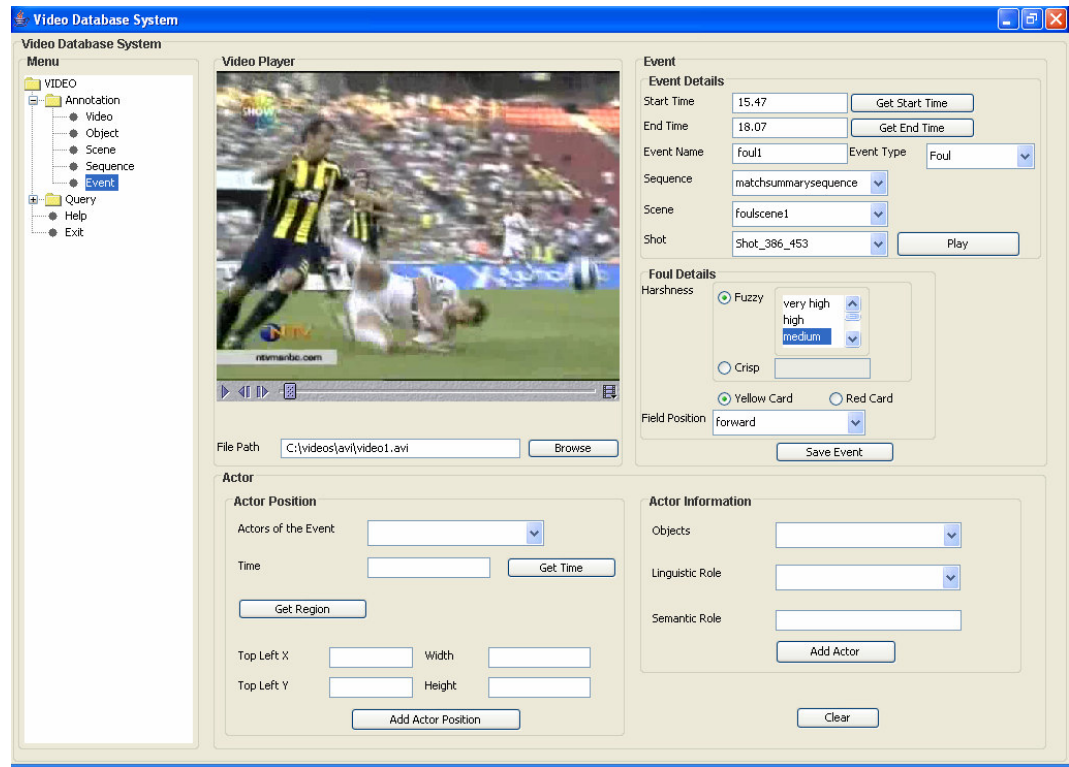 Video Database System
Video Database System
Menu
VIDEO
Annotation
Video
Object
Scene
Sequence
Event
Query
Help
Exit
Video Player
SHOW
NTV
ntvmsnbc.com
File Path C:\videos\avi\video1.avi Browse
Event
Event Details
Start Time 15.47 Get Start Time
End Time 18.07 Get End Time
Event Name foul1 Event Type Foul
Sequence matchsummarysequence
Scene foulscene1
Shot Shot_386_453 Play
Foul Details
Harshness Fuzzy very high
high
medium
Crisp
Yellow Card Red Card
Field Position forward
Save Event
Actor
Actor Position
Actors of the Event
Time Get Time
Get Region
Top Left X Width
Top Left Y Height
Add Actor Position
Actor Information
Objects
Linguistic Role
Semantic Role
Add Actor
Clear